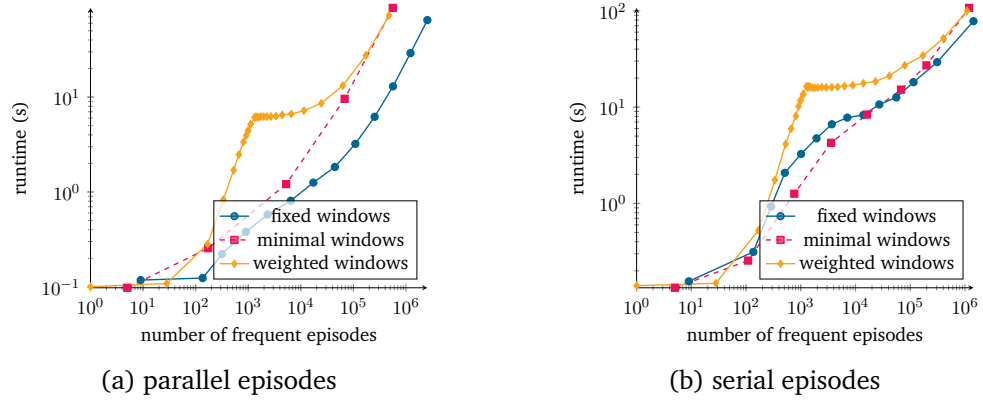 runtime (s)
10^1
10^0
10^−1
10^0
10^1
10^2
10^3
10^4
10^5
10^6
number of frequent episodes
fixed windows
minimal windows
weighted windows
(a) parallel episodes
runtime (s)
10^2
10^1
10^0
10^0
10^1
10^2
10^3
10^4
10^5
10^6
number of frequent episodes
fixed windows
minimal windows
weighted windows
(b) serial episodes